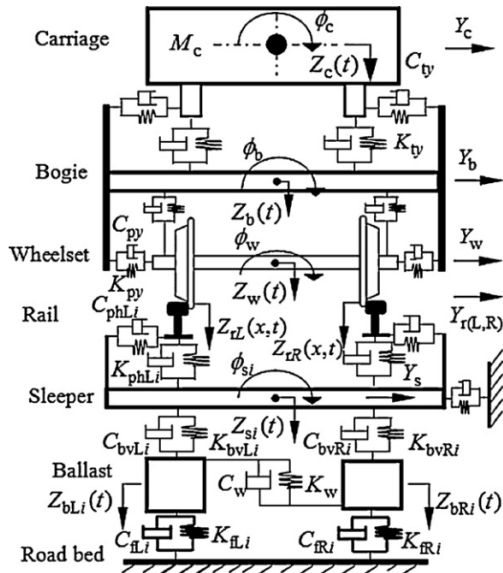 Carriage
M_c
ϕ_c
Z_c(t)
C_ty
Y_c
K_ty
Bogie
ϕ_b
Z_b(t)
Y_b
C_py
Wheelset
ϕ_w
Y_w
K_py
Z_w(t)
C_phLi
Rail
Z_rL(x,t)
Z_rR(x,t)
Y_r(L,R)
K_phLi
ϕ_si
Y_s
Sleeper
Z_si(t)
C_bvLi
K_bvLi
C_bvRi
K_bvRi
Ballast
C_w
K_w
Z_bLi(t)
Z_bRi(t)
C_fLi
K_fLi
C_fRi
K_fRi
Road bed